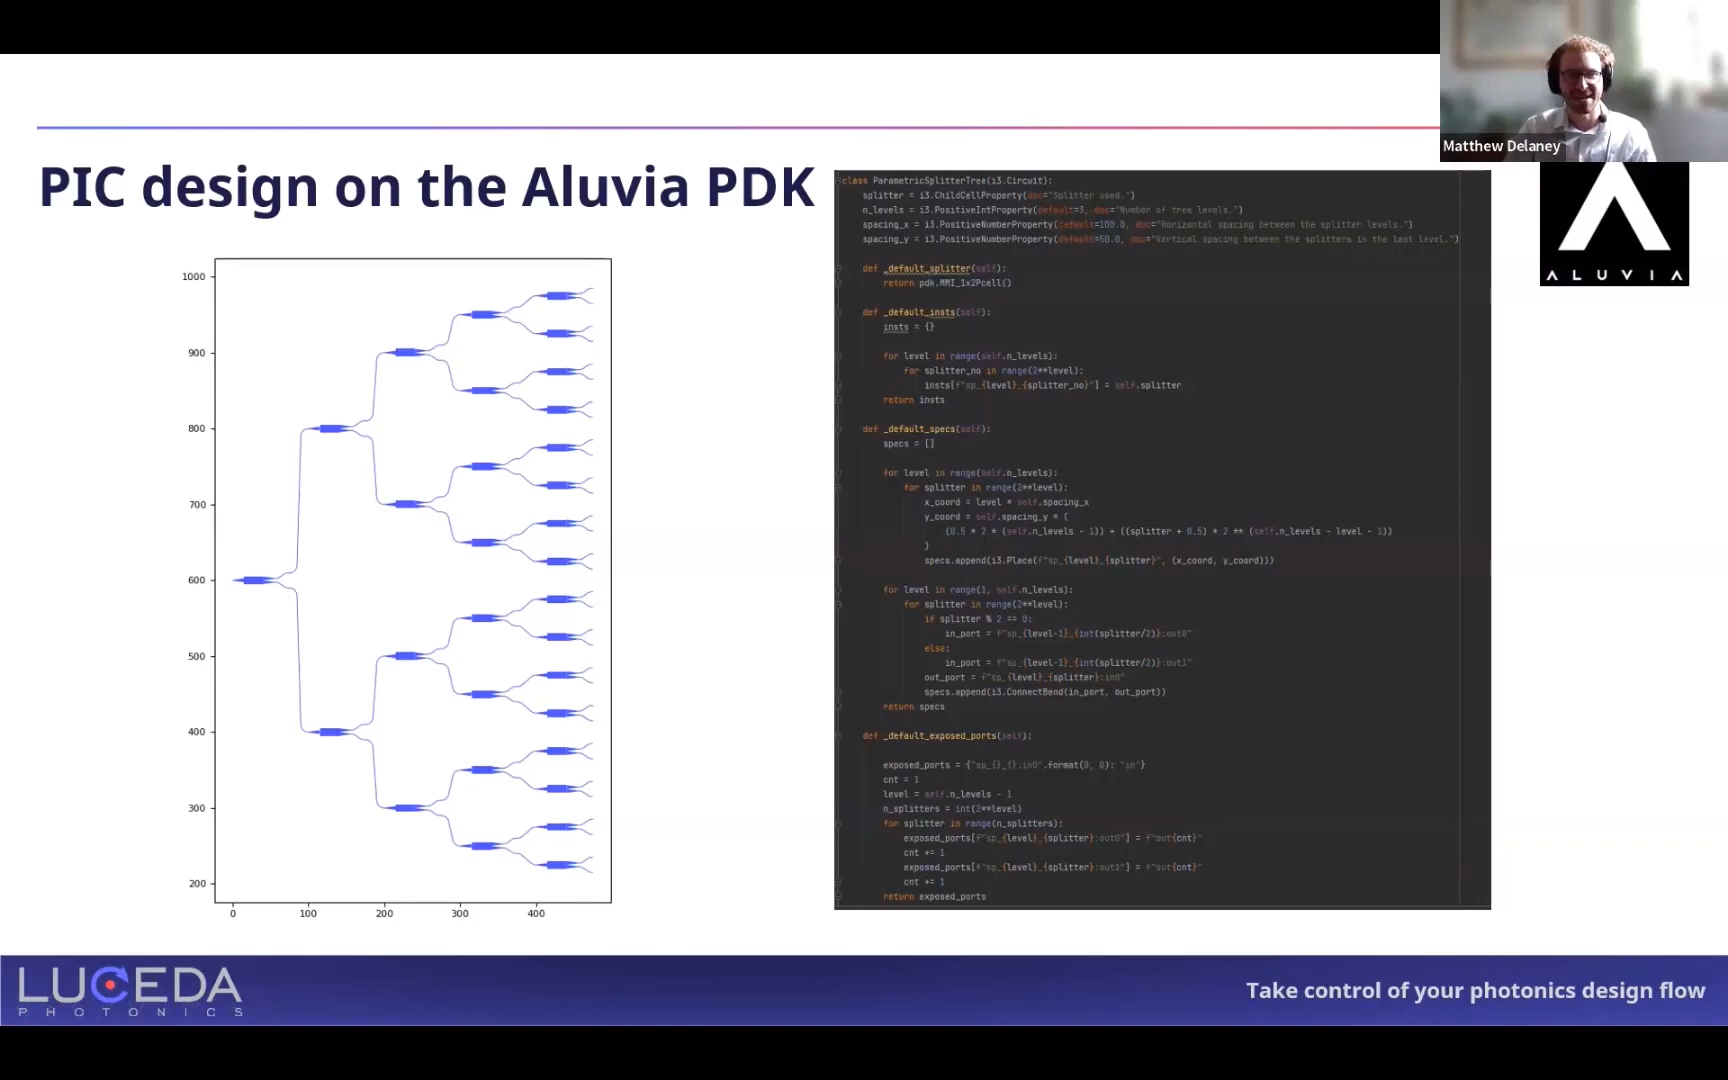 Matthew Delaney
PIC design on the Aluvia PDK
ALUVIA
1000
900
800
700
600
500
400
300
200
0 100 200 300 400
class ParametricSplitterTree(i3.Circuit):
splitter = i3.ChildCellProperty(doc="Splitter used.")
n_levels = i3.PositiveIntProperty(default=3, doc="Number of tree levels.")
spacing_x = i3.PositiveNumberProperty(default=100.0, doc="Horizontal spacing between the splitter levels.")
spacing_y = i3.PositiveNumberProperty(default=50.0, doc="Vertical spacing between the splitters in the last level.")
def _default_splitter(self):
return pdk.MMI_1x2Pcell()
def _default_insts(self):
insts = {}
for level in range(self.n_levels):
for splitter_no in range(2**level):
insts[f"sp_{level}_{splitter_no}"] = self.splitter
return insts
def _default_specs(self):
specs = []
for level in range(self.n_levels):
for splitter in range(2**level):
x_coord = level * self.spacing_x
y_coord = self.spacing_y * (
(0.5 * 2 * (self.n_levels - 1)) + ((splitter + 0.5) * 2 ** (self.n_levels - level - 1))
)
specs.append(i3.Place(f"sp_{level}_{splitter}", (x_coord, y_coord)))
for level in range(1, self.n_levels):
for splitter in range(2**level):
if splitter % 2 == 0:
in_port = f"sp_{level-1}_{int(splitter/2)}:out0"
else:
in_port = f"sp_{level-1}_{int(splitter/2)}:out1"
out_port = f"sp_{level}_{splitter}:in0"
specs.append(i3.ConnectBend(in_port, out_port))
return specs
def _default_exposed_ports(self):
exposed_ports = {"sp_{}_{}:in0".format(0, 0): "in"}
cnt = 1
level = self.n_levels - 1
n_splitters = int(2**level)
for splitter in range(n_splitters):
exposed_ports[f"sp_{level}_{splitter}:out0"] = f"out{cnt}"
cnt += 1
exposed_ports[f"sp_{level}_{splitter}:out1"] = f"out{cnt}"
cnt += 1
return exposed_ports
LUCEDA
PHOTONICS
Take control of your photonics design flow